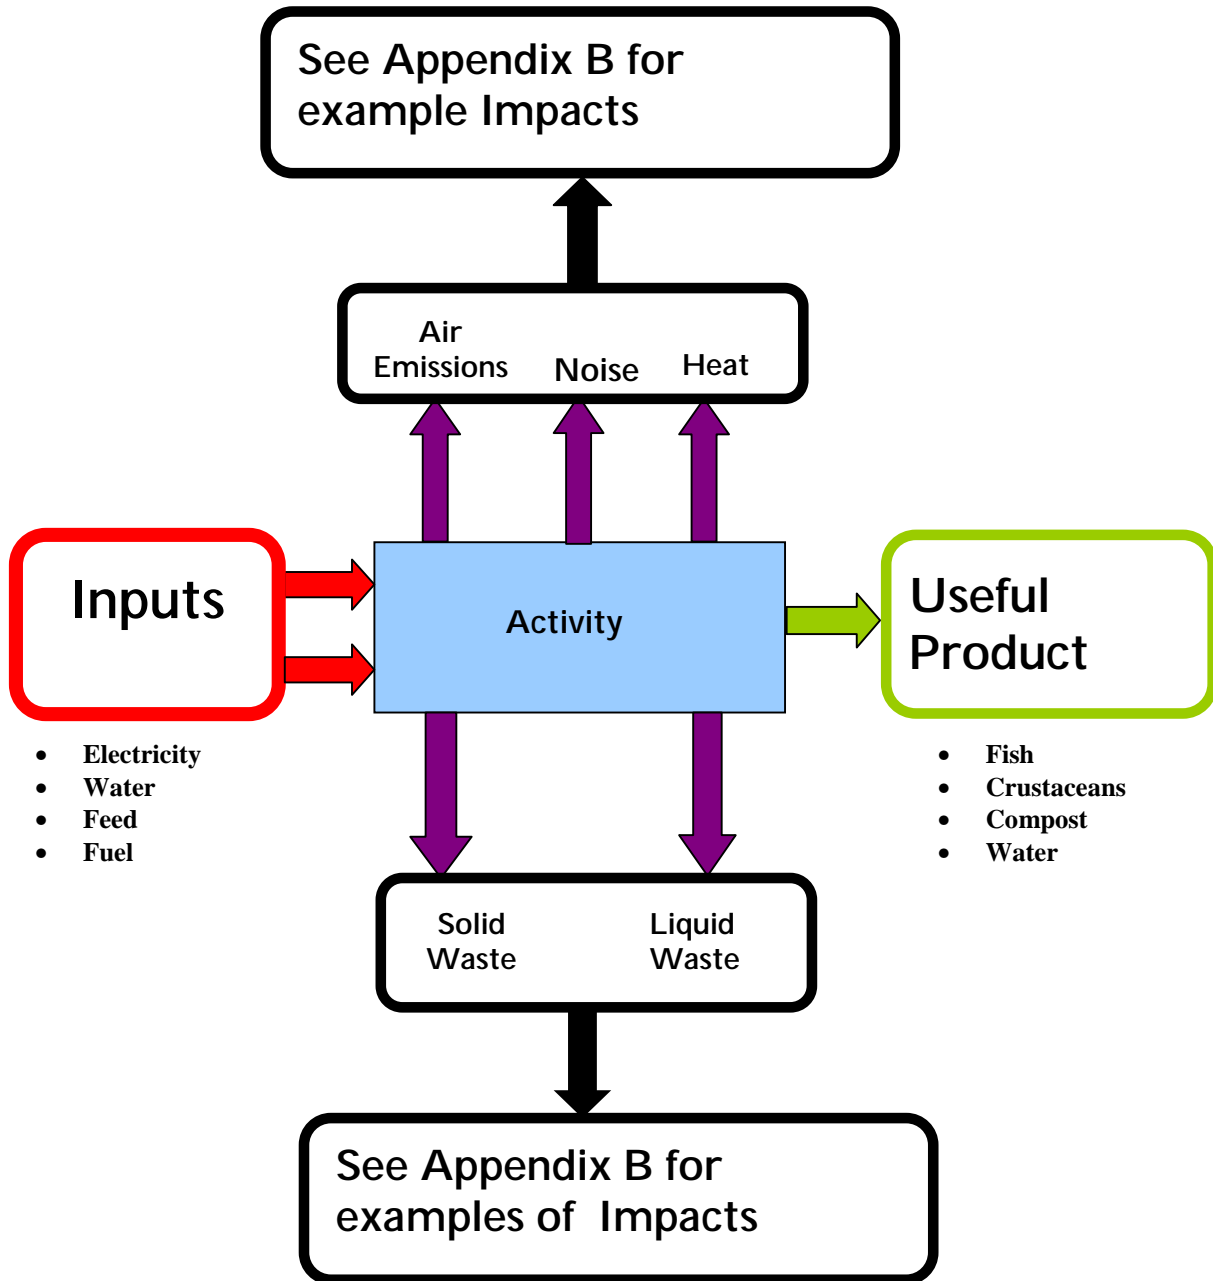 See Appendix B for
example Impacts
Air
Emissions
Noise
Heat
Inputs
Activity
Useful
Product
• Electricity
• Water
• Feed
• Fuel
• Fish
• Crustaceans
• Compost
• Water
Solid
Waste
Liquid
Waste
See Appendix B for
examples of Impacts